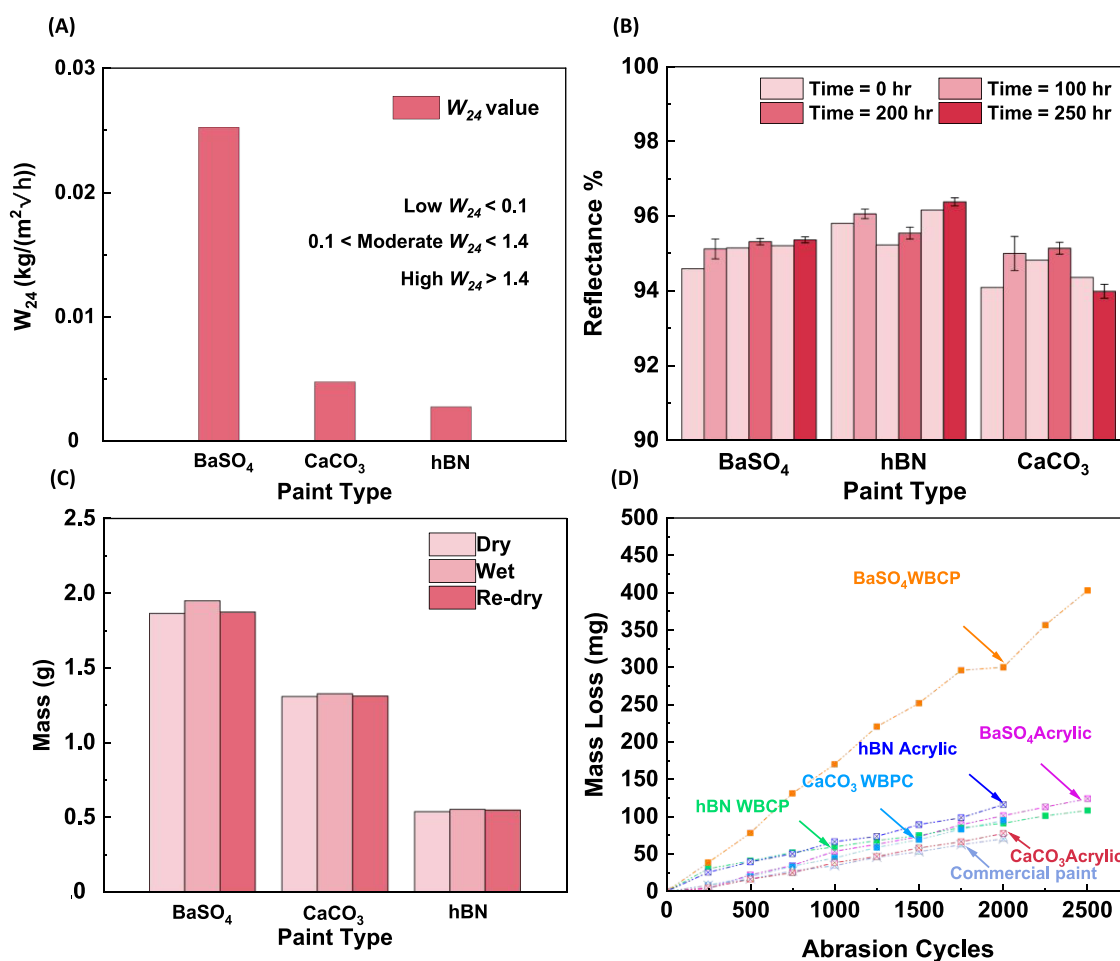 (A)
0.03
0.02
0.01
0
W₂₄ (kg/(m²√h))
W₂₄ value
Low W₂₄ < 0.1
0.1 < Moderate W₂₄ < 1.4
High W₂₄ > 1.4
BaSO₄ CaCO₃ hBN
Paint Type
(B)
100
98
96
94
92
90
Reflectance %
Time = 0 hr Time = 100 hr
Time = 200 hr Time = 250 hr
BaSO₄ hBN CaCO₃
Paint Type
(C)
2.5
2.0
1.5
1.0
0.5
.0
Mass (g)
Dry
Wet
Re-dry
BaSO₄ CaCO₃ hBN
Paint Type
(D)
500
450
400
350
300
250
200
150
100
50
0
Mass Loss (mg)
BaSO₄WBCP
BaSO₄Acrylic
hBN Acrylic
CaCO₃ WBPC
hBN WBCP
CaCO₃Acrylic
Commercial paint
0 500 1000 1500 2000 2500
Abrasion Cycles